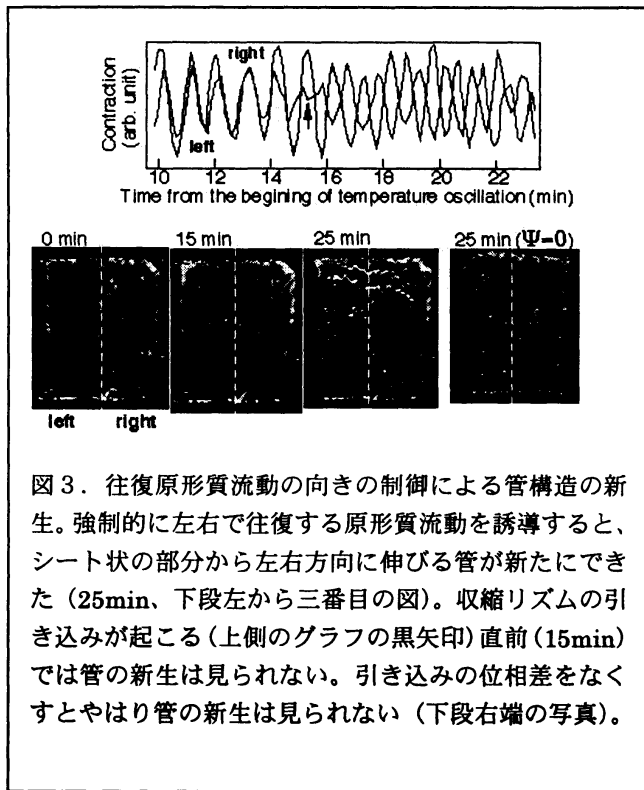 right
Contraction
(arb. unit)
left
10 12 14 16 18 20 22
Time from the begining of temperature oscillation (min)
0 min 15 min 25 min 25 min (Ψ=0)
left right
図３．往復原形質流動の向きの制御による管構造の新
生。強制的に左右で往復する原形質流動を誘導すると、
シート状の部分から左右方向に伸びる管が新たにでき
た（25min、下段左から三番目の図）。収縮リズムの引
き込みが起こる（上側のグラフの黒矢印）直前（15min）
では管の新生は見られない。引き込みの位相差をなく
すとやはり管の新生は見られない（下段右端の写真）。